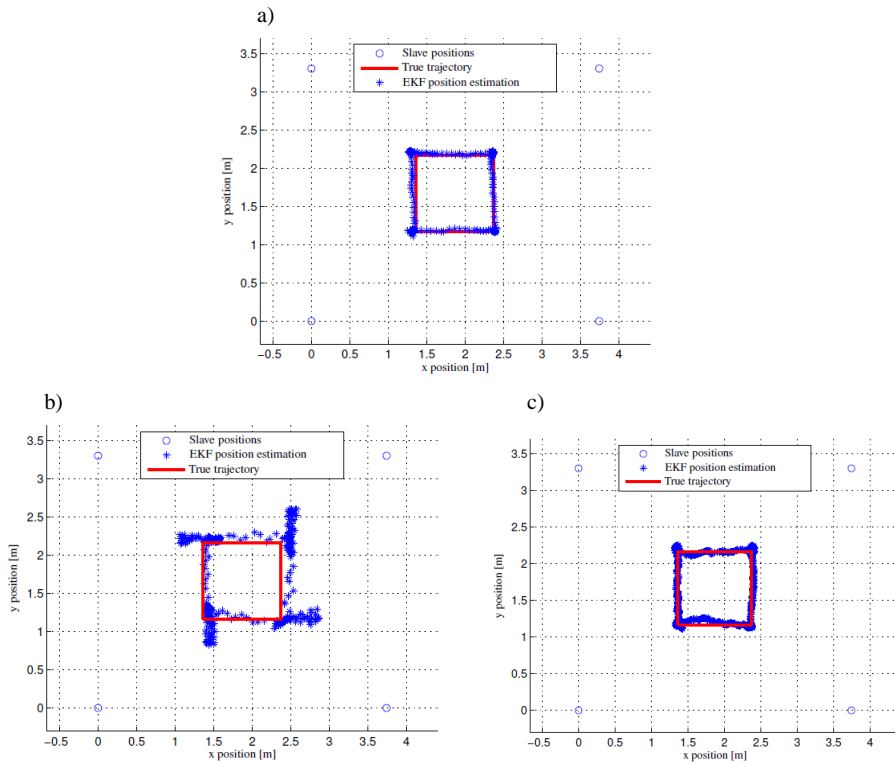 a)
Slave positions
True trajectory
EKF position estimation
3.5
3
2.5
2
1.5
1
0.5
0
y position [m]
−0.5 0 0.5 1 1.5 2 2.5 3 3.5 4
x position [m]
b)
Slave positions
EKF position estimation
True trajectory
3.5
3
2.5
2
1.5
1
0.5
0
y position [m]
−0.5 0 0.5 1 1.5 2 2.5 3 3.5 4
x position [m]
c)
Slave positions
EKF position estimation
True trajectory
3.5
3
2.5
2
1.5
1
0.5
0
y position [m]
−0.5 0 0.5 1 1.5 2 2.5 3 3.5 4
x position [m]